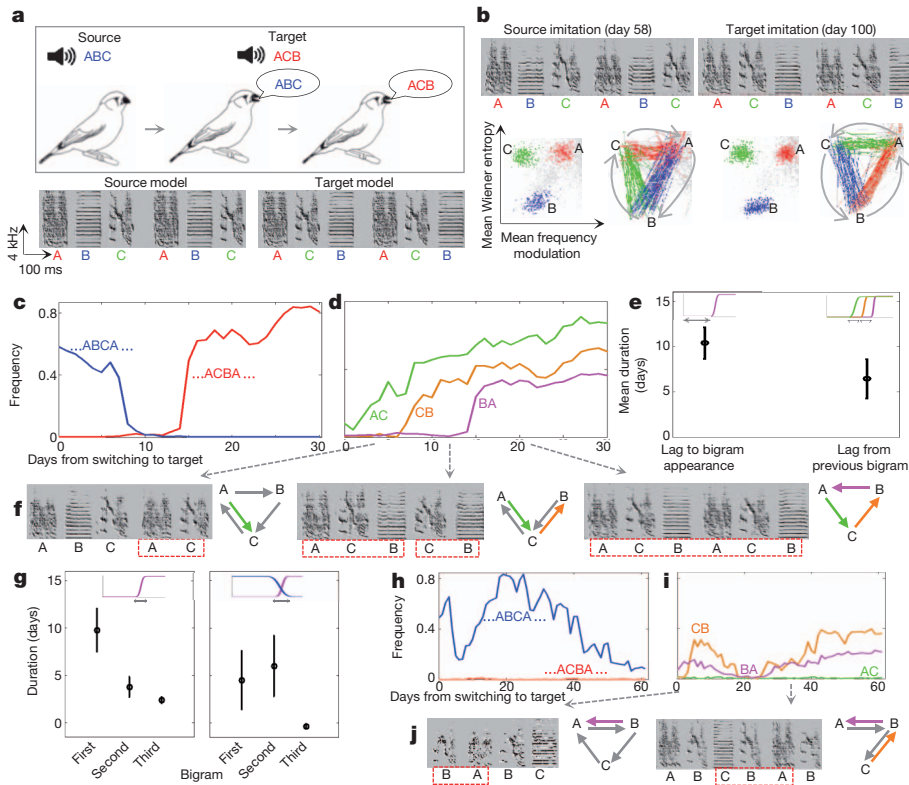 a
Source
ABC
Target
ACB
ABC
ACB
Source model
Target model
4 kHz
100 ms
A B C A B C
A C B A C B
b
Source imitation (day 58)
Target imitation (day 100)
A B C A B C
A C B A C B
Mean Wiener entropy
Mean frequency modulation
C A B
C A B
C A B
C A B
c
Frequency
0.8
0.4
0
...ABCA ...
...ACBA...
0 10 20 30
Days from switching to target
d
AC
CB
BA
0 10 20 30
e
Mean duration (days)
15
10
5
0
Lag to bigram appearance
Lag from previous bigram
f
A B C A C
A B C
A C B C B
A B C
A C B A C B
A B C
g
Duration (days)
15
10
5
0
First Second Third
First Second Third
Bigram
h
Frequency
0.8
0.4
0
...ABCA...
...ACBA...
0 20 40 60
Days from switching to target
i
CB
BA
AC
0 20 40 60
j
B A B C
A B C
A B C B A B
A B C